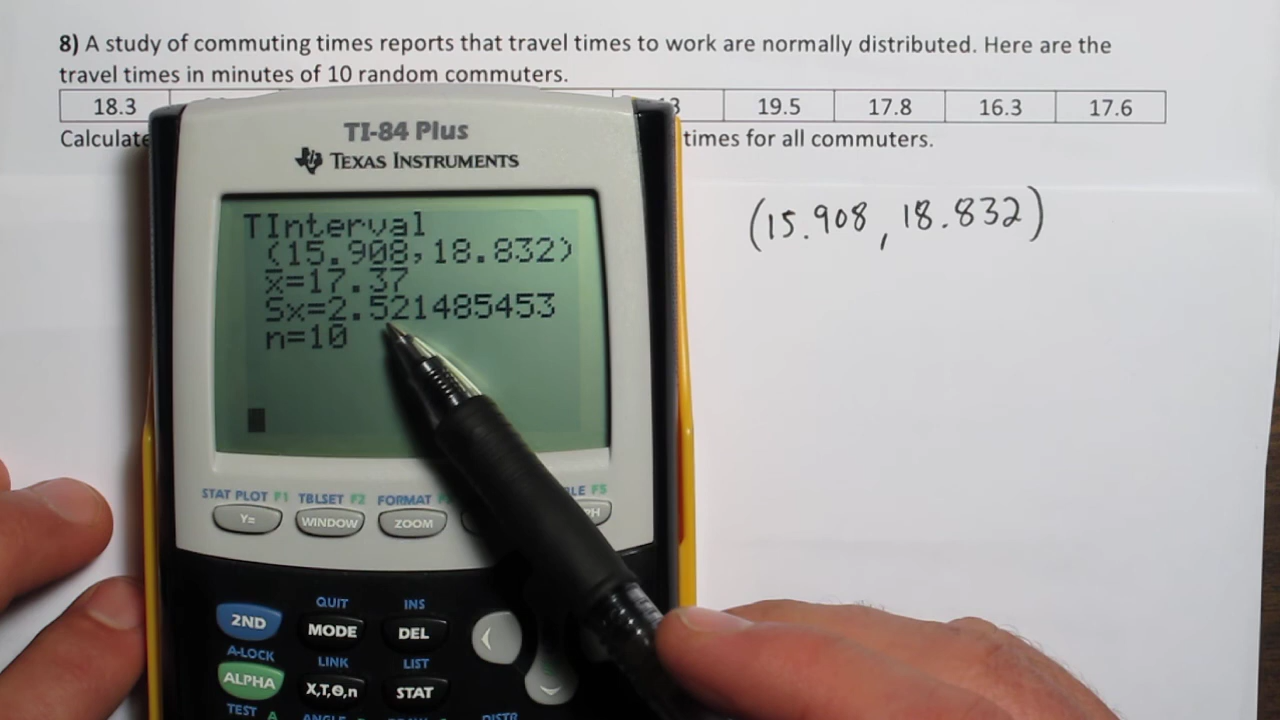 8) A study of commuting times reports that travel times to work are normally distributed. Here are the
travel times in minutes of 10 random commuters.
18.3 19.5 17.8 16.3 17.6
Calculate times for all commuters.
(15.908, 18.832)
TI-84 Plus
TEXAS INSTRUMENTS
TInterval
(15.908,18.832)
x̄=17.37
Sx=2.521485453
n=10
STAT PLOT F1 TBLSET F2 FORMAT F5
Y= WINDOW ZOOM
QUIT INS
2ND MODE DEL
A-LOCK LINK LIST
ALPHA X,T,Θ,n STAT
TEST A